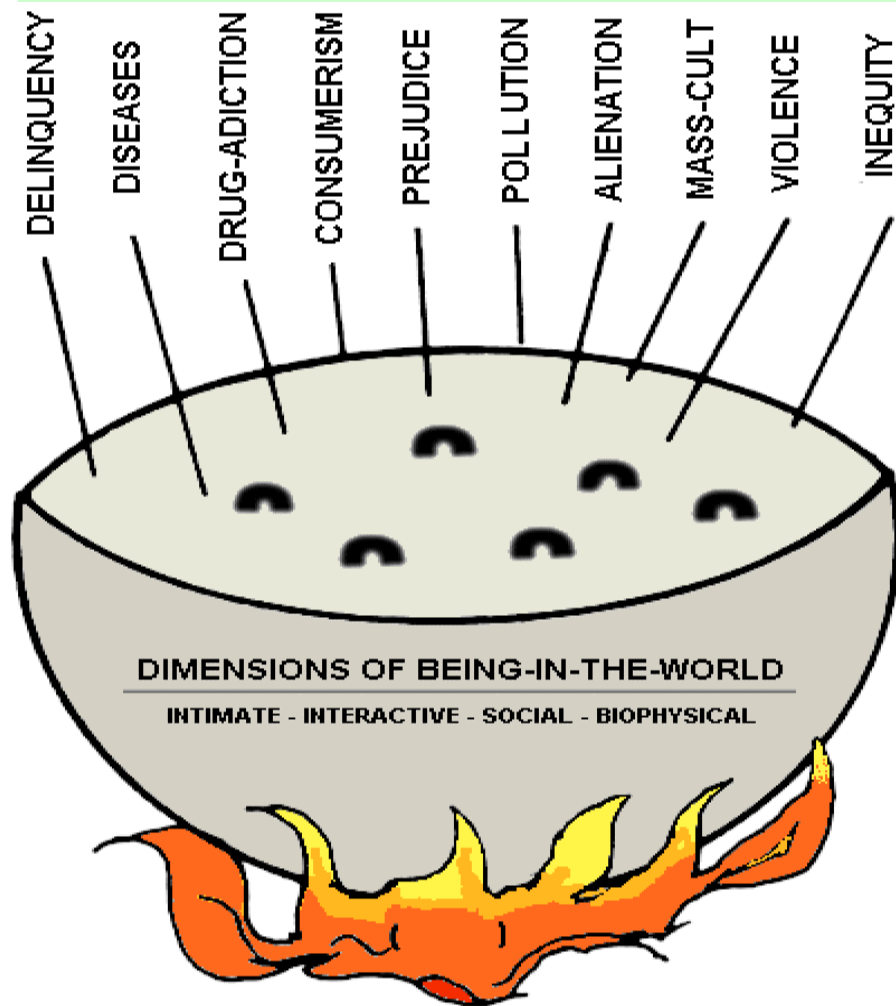 DELINQUENCY
DISEASES
DRUG-ADICTION
CONSUMERISM
PREJUDICE
POLLUTION
ALIENATION
MASS-CULT
VIOLENCE
INEQUITY
DIMENSIONS OF BEING-IN-THE-WORLD
INTIMATE - INTERACTIVE - SOCIAL - BIOPHYSICAL